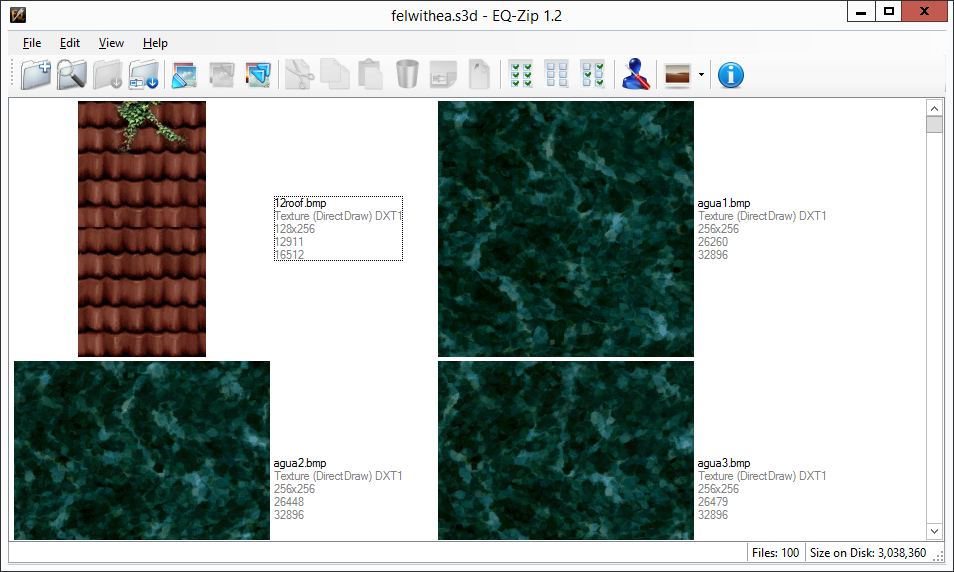 felwithea.s3d - EQ-Zip 1.2
File Edit View Help
12roof.bmp
Texture (DirectDraw) DXT1
128x256
12911
16512
agua1.bmp
Texture (DirectDraw) DXT1
256x256
26260
32896
agua2.bmp
Texture (DirectDraw) DXT1
256x256
26448
32896
agua3.bmp
Texture (DirectDraw) DXT1
256x256
26479
32896
Files: 100 Size on Disk: 3,038,360